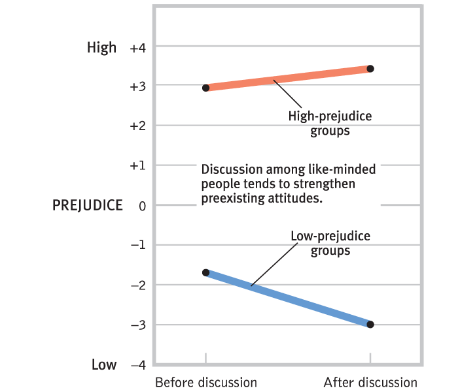 High +4
+3
High-prejudice
groups
+2
+1
Discussion among like-minded
people tends to strengthen
preexisting attitudes.
PREJUDICE 0
−1
Low-prejudice
groups
−2
−3
Low −4
Before discussion After discussion